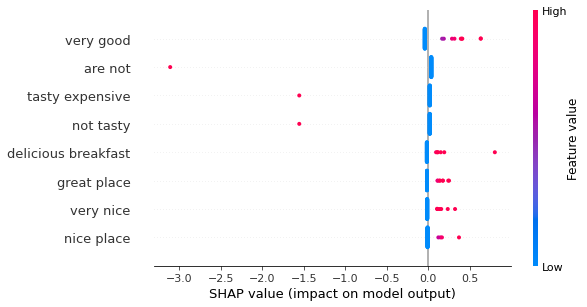 High
very good
are not
tasty expensive
not tasty
delicious breakfast
great place
very nice
nice place
Feature value
Low
−3.0 −2.5 −2.0 −1.5 −1.0 −0.5 0.0 0.5
SHAP value (impact on model output)